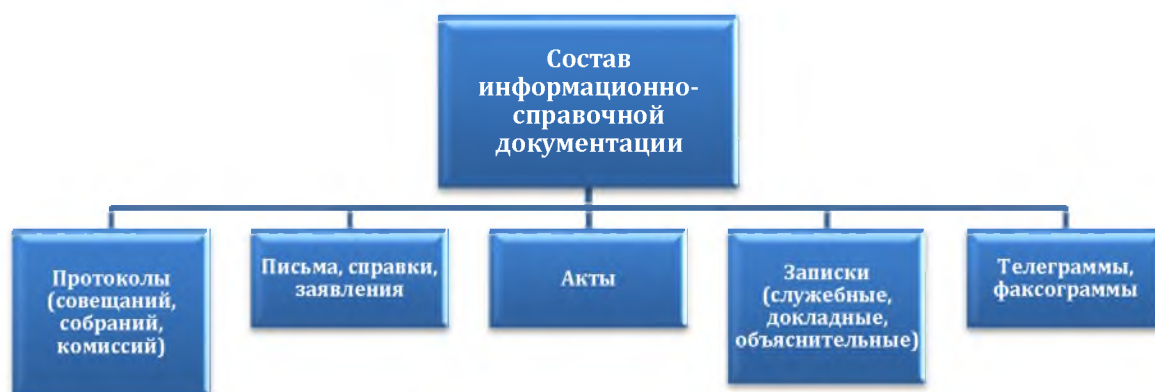 Состав
информационно-
справочной
документации
Протоколы
(совещаний,
собраний,
комиссий)
Письма, справки,
заявления
Акты
Записки
(служебные,
докладные,
объяснительные)
Телеграммы,
факсограммы